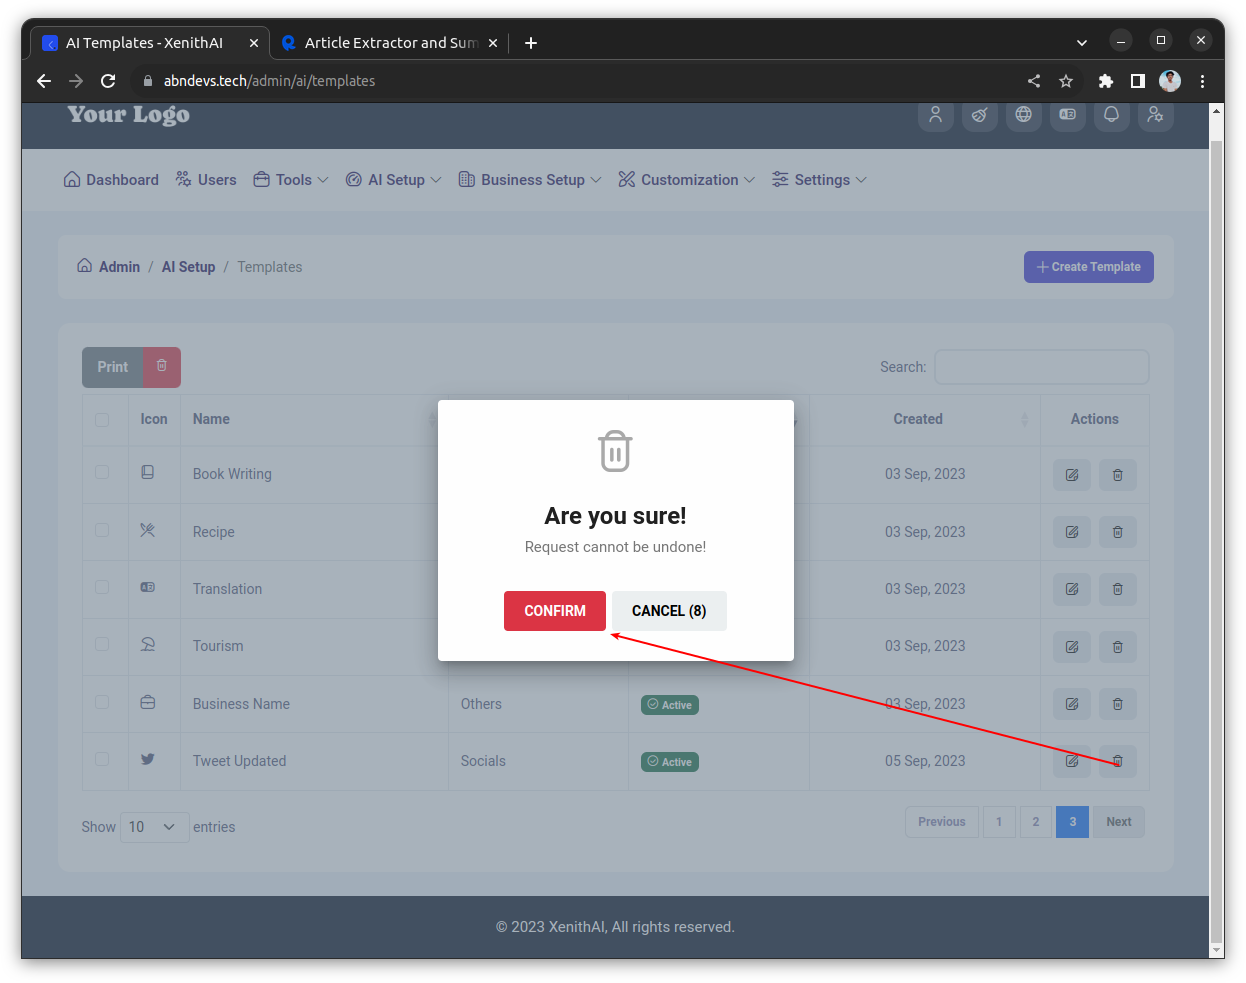 AI Templates - XenithAI
Article Extractor and Sum
abndevs.tech/admin/ai/templates
Your Logo
Dashboard Users Tools AI Setup Business Setup Customization Settings
Admin / AI Setup / Templates
Create Template
Print
Search:
Icon Name Created Actions
Book Writing 03 Sep, 2023
Recipe 03 Sep, 2023
Translation 03 Sep, 2023
Tourism 03 Sep, 2023
Business Name Others Active 03 Sep, 2023
Tweet Updated Socials Active 05 Sep, 2023
Are you sure!
Request cannot be undone!
CONFIRM CANCEL (8)
Show 10 entries
Previous 1 2 3 Next
© 2023 XenithAI, All rights reserved.